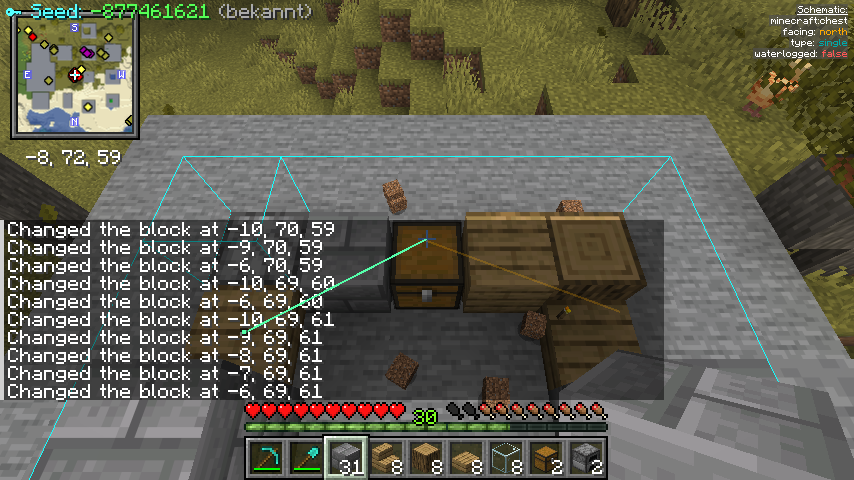 Seed: -877461621 (bekannt)
Schematic:
minecraft:chest
facing: north
type: single
waterlogged: false
S
E
W
N
-8, 72, 59
Changed the block at -10, 70, 59
Changed the block at -9, 70, 59
Changed the block at -6, 70, 59
Changed the block at -10, 69, 60
Changed the block at -6, 69, 60
Changed the block at -10, 69, 61
Changed the block at -9, 69, 61
Changed the block at -8, 69, 61
Changed the block at -7, 69, 61
Changed the block at -6, 69, 61
30
31
8
8
8
8
2
2